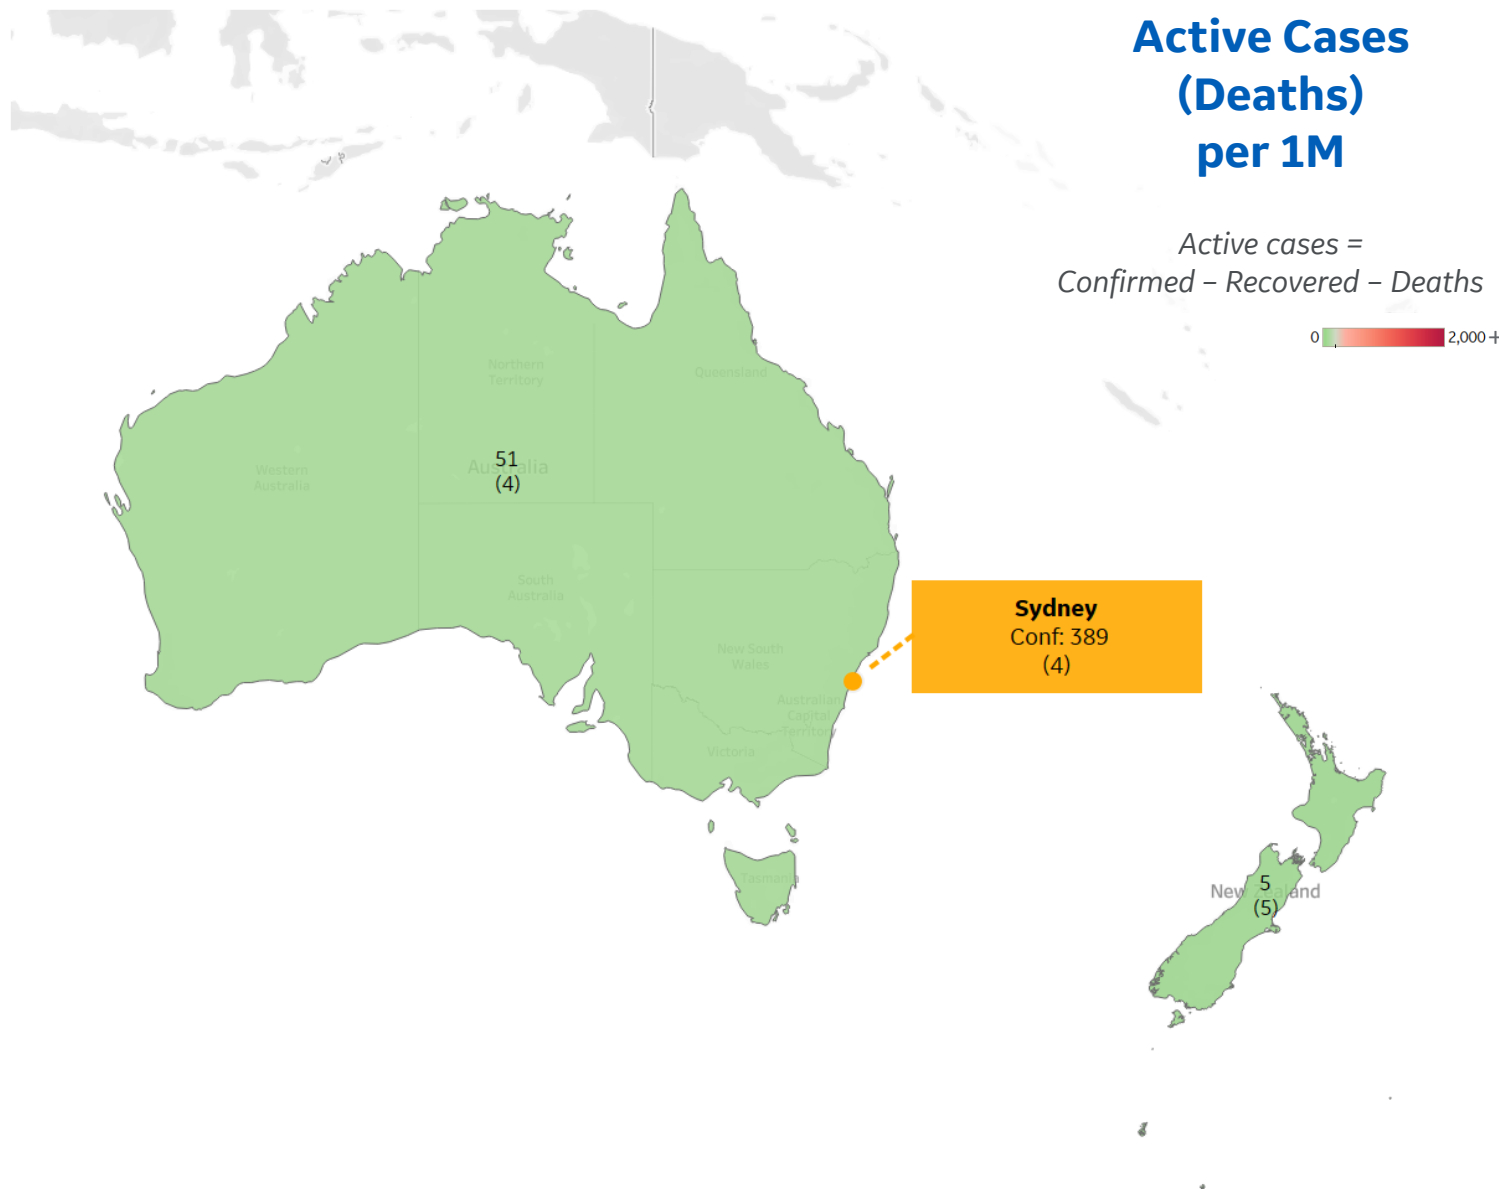 Active Cases
(Deaths)
per 1M
Active cases =
Confirmed – Recovered – Deaths
0
2,000 +
Northern
Territory
Queensland
51
Australia
(4)
Western
Australia
South
Australia
Sydney
Conf: 389
(4)
New South
Wales
Australian
Capital
Territory
Victoria
Tasmania
5
New Zealand
(5)